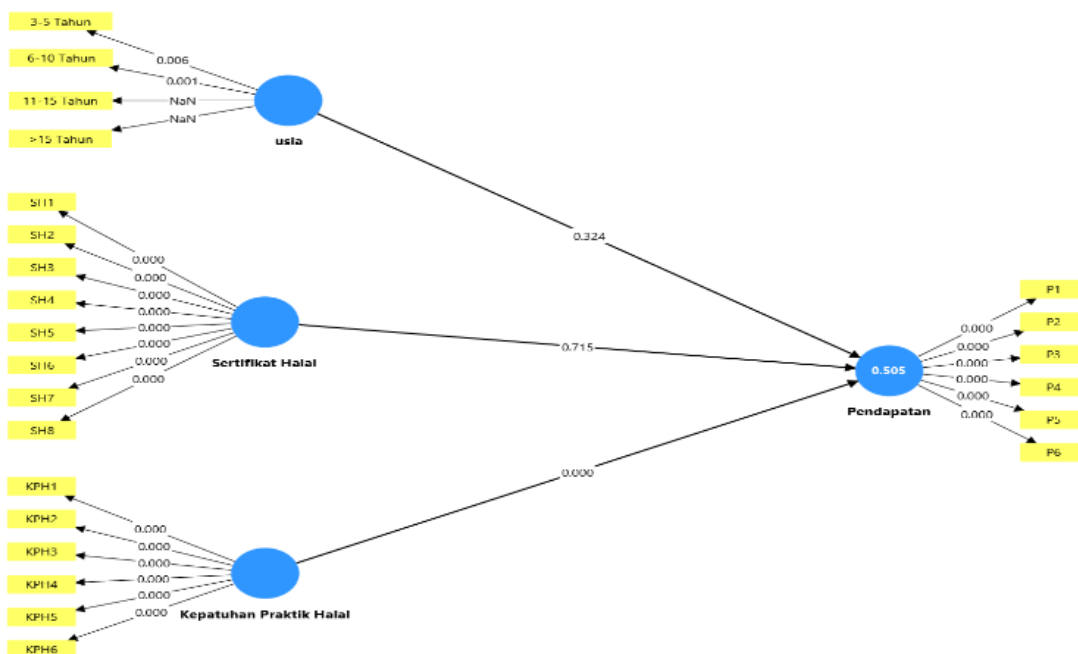 3-5 Tahun
6-10 Tahun
11-15 Tahun
>15 Tahun
0.006
0.001
NaN
NaN
usia
SH1
SH2
SH3
SH4
SH5
SH6
SH7
SH8
0.000
0.000
0.000
0.000
0.000
0.000
0.000
0.000
Sertifikat Halal
KPH1
KPH2
KPH3
KPH4
KPH5
KPH6
0.000
0.000
0.000
0.000
0.000
0.000
Kepatuhan Praktik Halal
0.324
0.715
0.000
0.505
Pendapatan
0.000
0.000
0.000
0.000
0.000
0.000
P1
P2
P3
P4
P5
P6